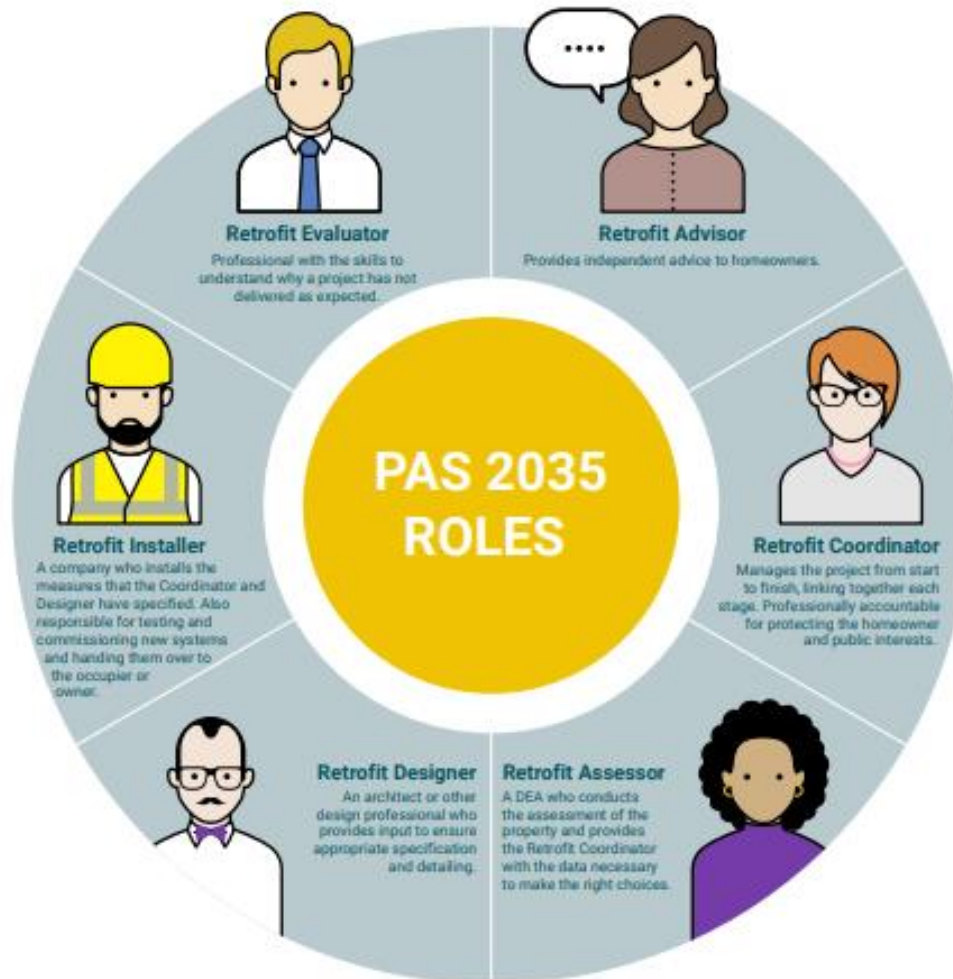 ••••
Retrofit Evaluator
Professional with the skills to
understand why a project has not
delivered as expected.
Retrofit Advisor
Provides independent advice to homeowners.
Retrofit Coordinator
Manages the project from start
to finish, linking together each
stage. Professionally accountable
for protecting the homeowner
and public interests.
Retrofit Assessor
A DEA who conducts
the assessment of the
property and provides
the Retrofit Coordinator
with the data necessary
to make the right choices.
Retrofit Designer
An architect or other
design professional who
provides input to ensure
appropriate specification
and detailing.
Retrofit Installer
A company who installs the
measures that the Coordinator and
Designer have specified. Also
responsible for testing and
commissioning new systems
and handing them over to
the occupier or
owner.
PAS 2035
ROLES